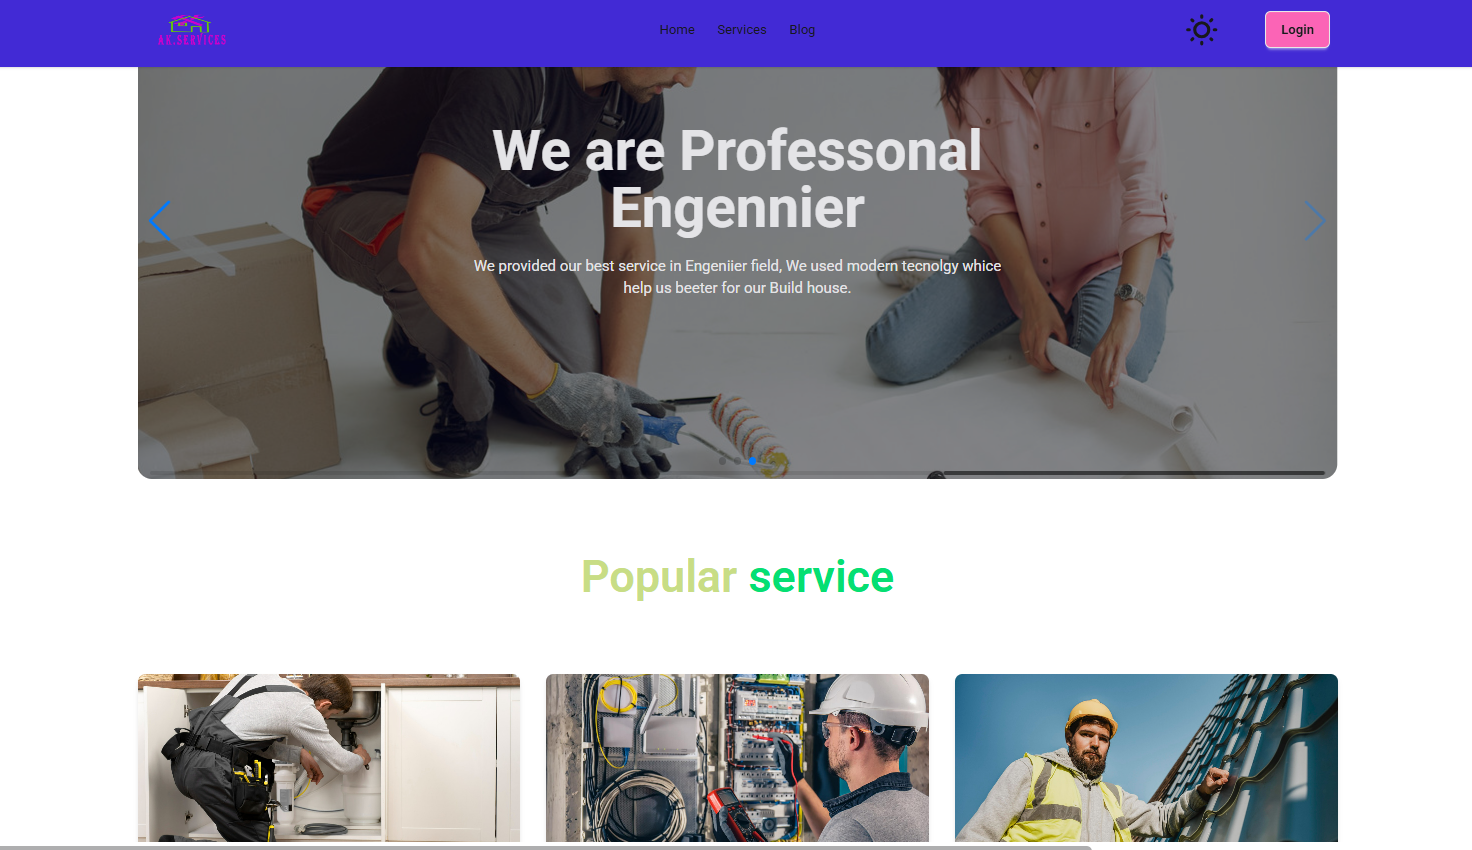 AK.SERVICES
Home Services Blog
Login
We are Professonal
Engennier
We provided our best service in Engeniier field, We used modern tecnolgy whice
help us beeter for our Build house.
Popular service